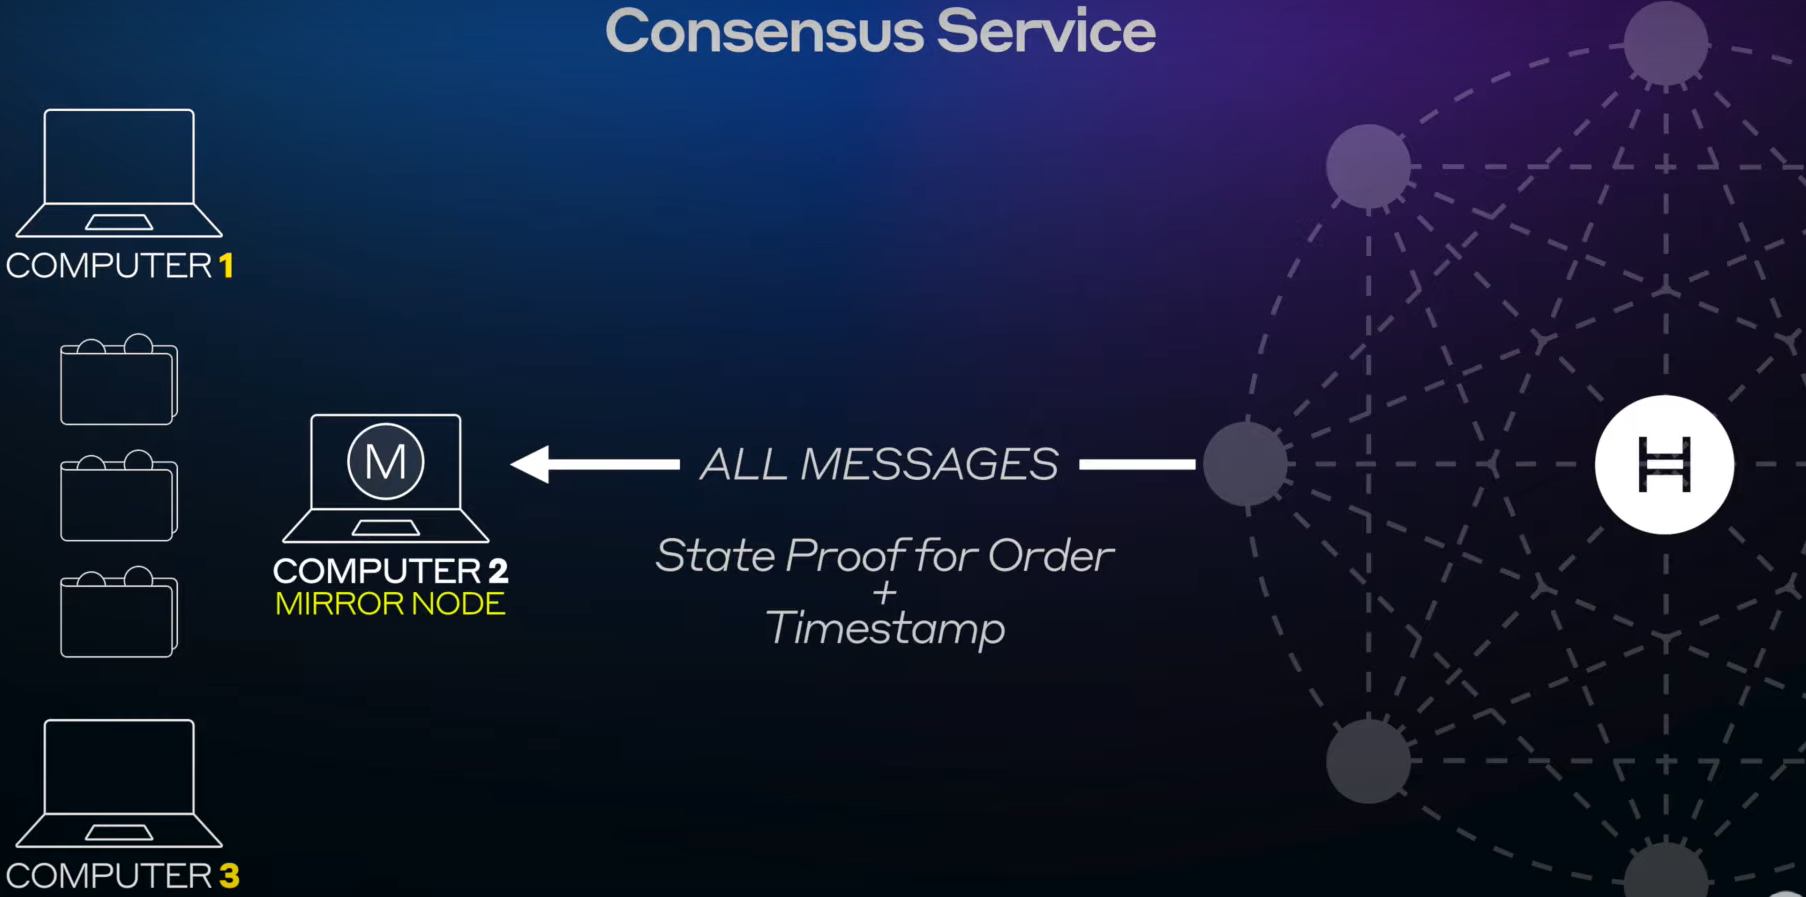 Consensus Service
COMPUTER 1
M
COMPUTER 2
MIRROR NODE
ALL MESSAGES
State Proof for Order
+
Timestamp
H
COMPUTER 3